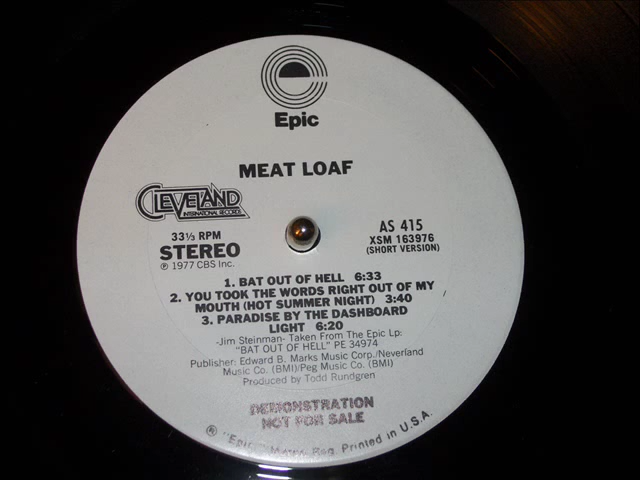 Epic
MEAT LOAF
CLEVELAND
INTERNATIONAL RECORDS
33⅓ RPM
STEREO
℗ 1977 CBS Inc.
AS 415
XSM 163976
(SHORT VERSION)
1. BAT OUT OF HELL 6:33
2. YOU TOOK THE WORDS RIGHT OUT OF MY
MOUTH (HOT SUMMER NIGHT) 3:40
3. PARADISE BY THE DASHBOARD
LIGHT 6:20
-Jim Steinman- Taken From The Epic Lp:
"BAT OUT OF HELL" PE 34974
Publisher: Edward B. Marks Music Corp./Neverland
Music Co. (BMI)/Peg Music Co. (BMI)
Produced by Todd Rundgren
DEMONSTRATION
NOT FOR SALE
® "Epic," Marca Reg. Printed in U.S.A.